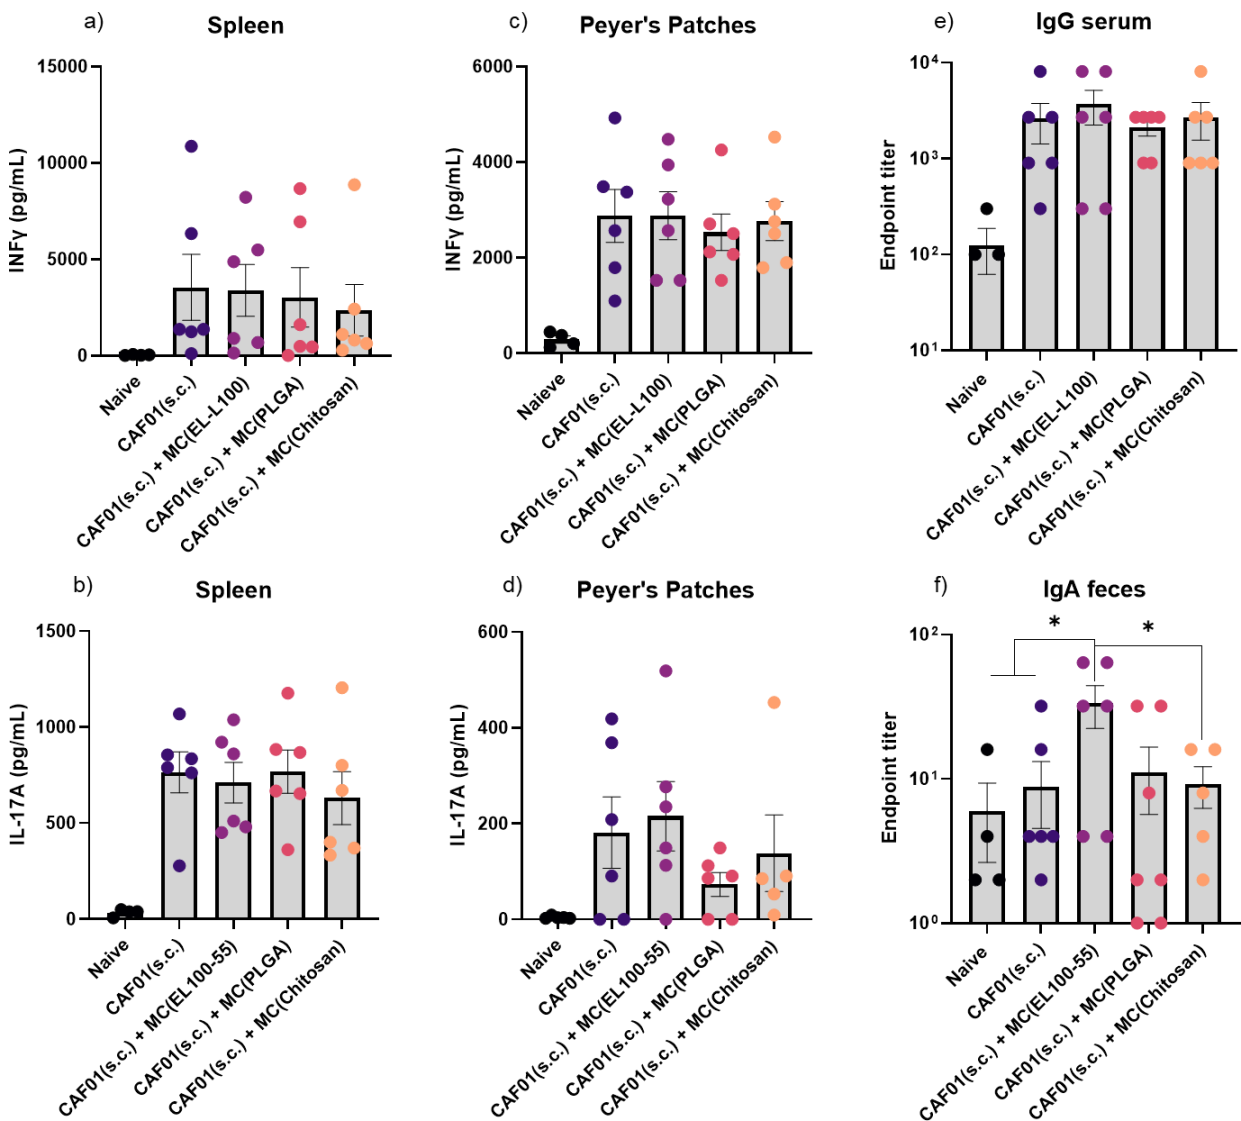 a)
Spleen
INFγ (pg/mL)
15000
10000
5000
0
Naive
CAF01(s.c.)
CAF01(s.c.) + MC(EL-L100)
CAF01(s.c.) + MC(PLGA)
CAF01(s.c.) + MC(Chitosan)
c)
Peyer's Patches
INFγ (pg/mL)
6000
4000
2000
0
Naieve
CAF01(s.c.)
CAF01(s.c.) + MC(EL-L100)
CAF01(s.c.) + MC(PLGA)
CAF01(s.c.) + MC(Chitosan)
e)
IgG serum
Endpoint titer
10⁴
10³
10²
10¹
Naive
CAF01(s.c.)
CAF01(s.c.) + MC(EL-L100)
CAF01(s.c.) + MC(PLGA)
CAF01(s.c.) + MC(Chitosan)
b)
Spleen
IL-17A (pg/mL)
1500
1000
500
0
Naive
CAF01(s.c.)
CAF01(s.c.) + MC(EL100-55)
CAF01(s.c.) + MC(PLGA)
CAF01(s.c.) + MC(Chitosan)
d)
Peyer's Patches
IL-17A (pg/mL)
600
400
200
0
Naive
CAF01(s.c.)
CAF01(s.c.) + MC(EL100-55)
CAF01(s.c.) + MC(PLGA)
CAF01(s.c.) + MC(Chitosan)
f)
IgA feces
Endpoint titer
10²
10¹
10⁰
*
*
Naive
CAF01(s.c.)
CAF01(s.c.) + MC(EL100-55)
CAF01(s.c.) + MC(PLGA)
CAF01(s.c.) + MC(Chitosan)